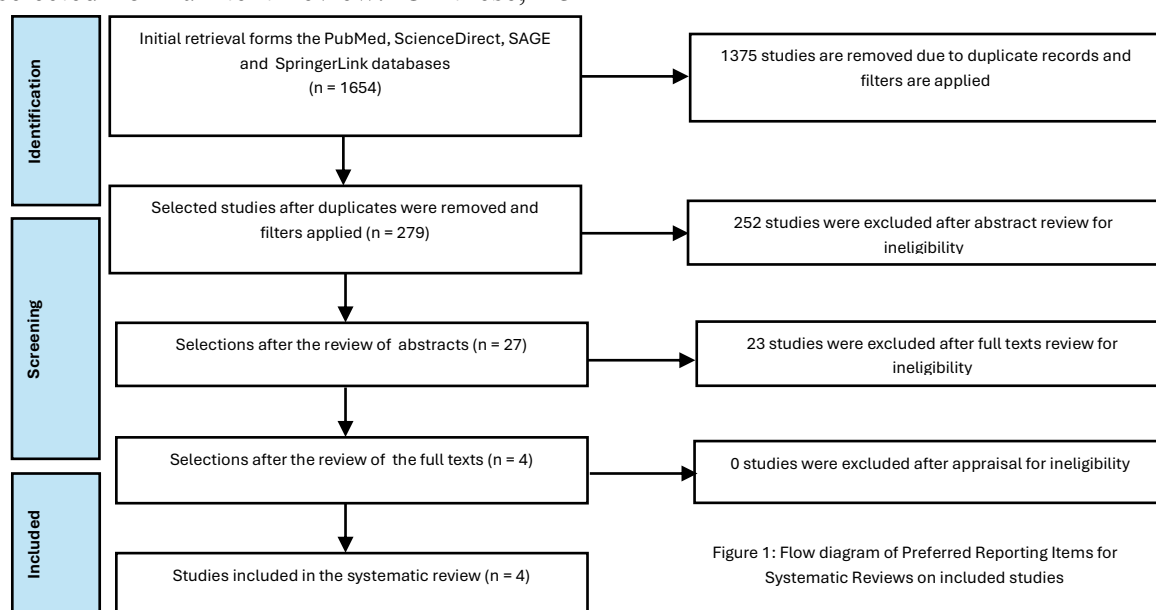 Identification
Initial retrieval forms the PubMed, ScienceDirect, SAGE
and SpringerLink databases
(n = 1654)
1375 studies are removed due to duplicate records and
filters are applied
Screening
Selected studies after duplicates were removed and
filters applied (n = 279)
252 studies were excluded after abstract review for
ineligibility
Selections after the review of abstracts (n = 27)
23 studies were excluded after full texts review for
ineligibility
Selections after the review of the full texts (n = 4)
0 studies were excluded after appraisal for ineligibility
Included
Studies included in the systematic review (n = 4)
Figure 1: Flow diagram of Preferred Reporting Items for
Systematic Reviews on included studies